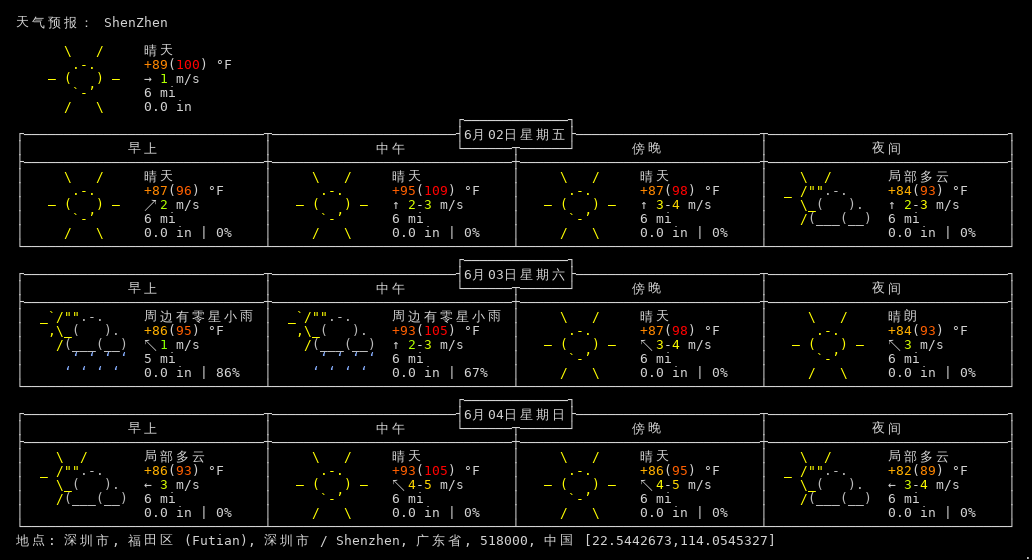 天气预报： ShenZhen
晴天
+89(100) °F
→ 1 m/s
6 mi
0.0 in
6月02日星期五
早上 中午 傍晚 夜间
晴天 晴天 晴天 局部多云
+87(96) °F +95(109) °F +87(98) °F +84(93) °F
↗ 2 m/s ↑ 2-3 m/s ↑ 3-4 m/s ↑ 2-3 m/s
6 mi 6 mi 6 mi 6 mi
0.0 in | 0% 0.0 in | 0% 0.0 in | 0% 0.0 in | 0%
6月03日星期六
早上 中午 傍晚 夜间
周边有零星小雨 周边有零星小雨 晴天 晴朗
+86(95) °F +93(105) °F +87(98) °F +84(93) °F
↖ 1 m/s ↑ 2-3 m/s ↖ 3-4 m/s ↖ 3 m/s
5 mi 6 mi 6 mi 6 mi
0.0 in | 86% 0.0 in | 67% 0.0 in | 0% 0.0 in | 0%
6月04日星期日
早上 中午 傍晚 夜间
局部多云 晴天 晴天 局部多云
+86(93) °F +93(105) °F +86(95) °F +82(89) °F
← 3 m/s ↖ 4-5 m/s ↖ 4-5 m/s ← 3-4 m/s
6 mi 6 mi 6 mi 6 mi
0.0 in | 0% 0.0 in | 0% 0.0 in | 0% 0.0 in | 0%
地点: 深圳市, 福田区 (Futian), 深圳市 / Shenzhen, 广东省, 518000, 中国 [22.5442673,114.0545327]